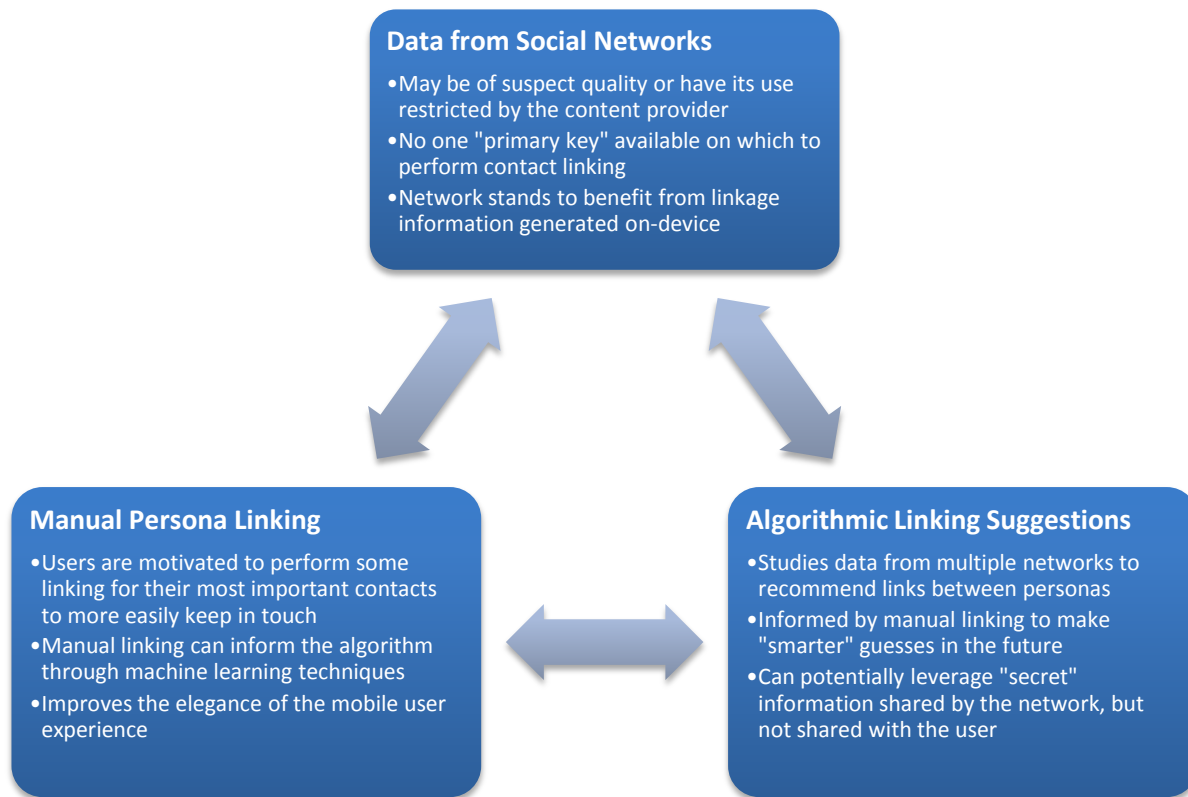 Data from Social Networks
•May be of suspect quality or have its use
restricted by the content provider
•No one "primary key" available on which to
perform contact linking
•Network stands to benefit from linkage
information generated on-device
Manual Persona Linking
•Users are motivated to perform some
linking for their most important contacts
to more easily keep in touch
•Manual linking can inform the algorithm
through machine learning techniques
•Improves the elegance of the mobile user
experience
Algorithmic Linking Suggestions
•Studies data from multiple networks to
recommend links between personas
•Informed by manual linking to make
"smarter" guesses in the future
•Can potentially leverage "secret"
information shared by the network, but
not shared with the user